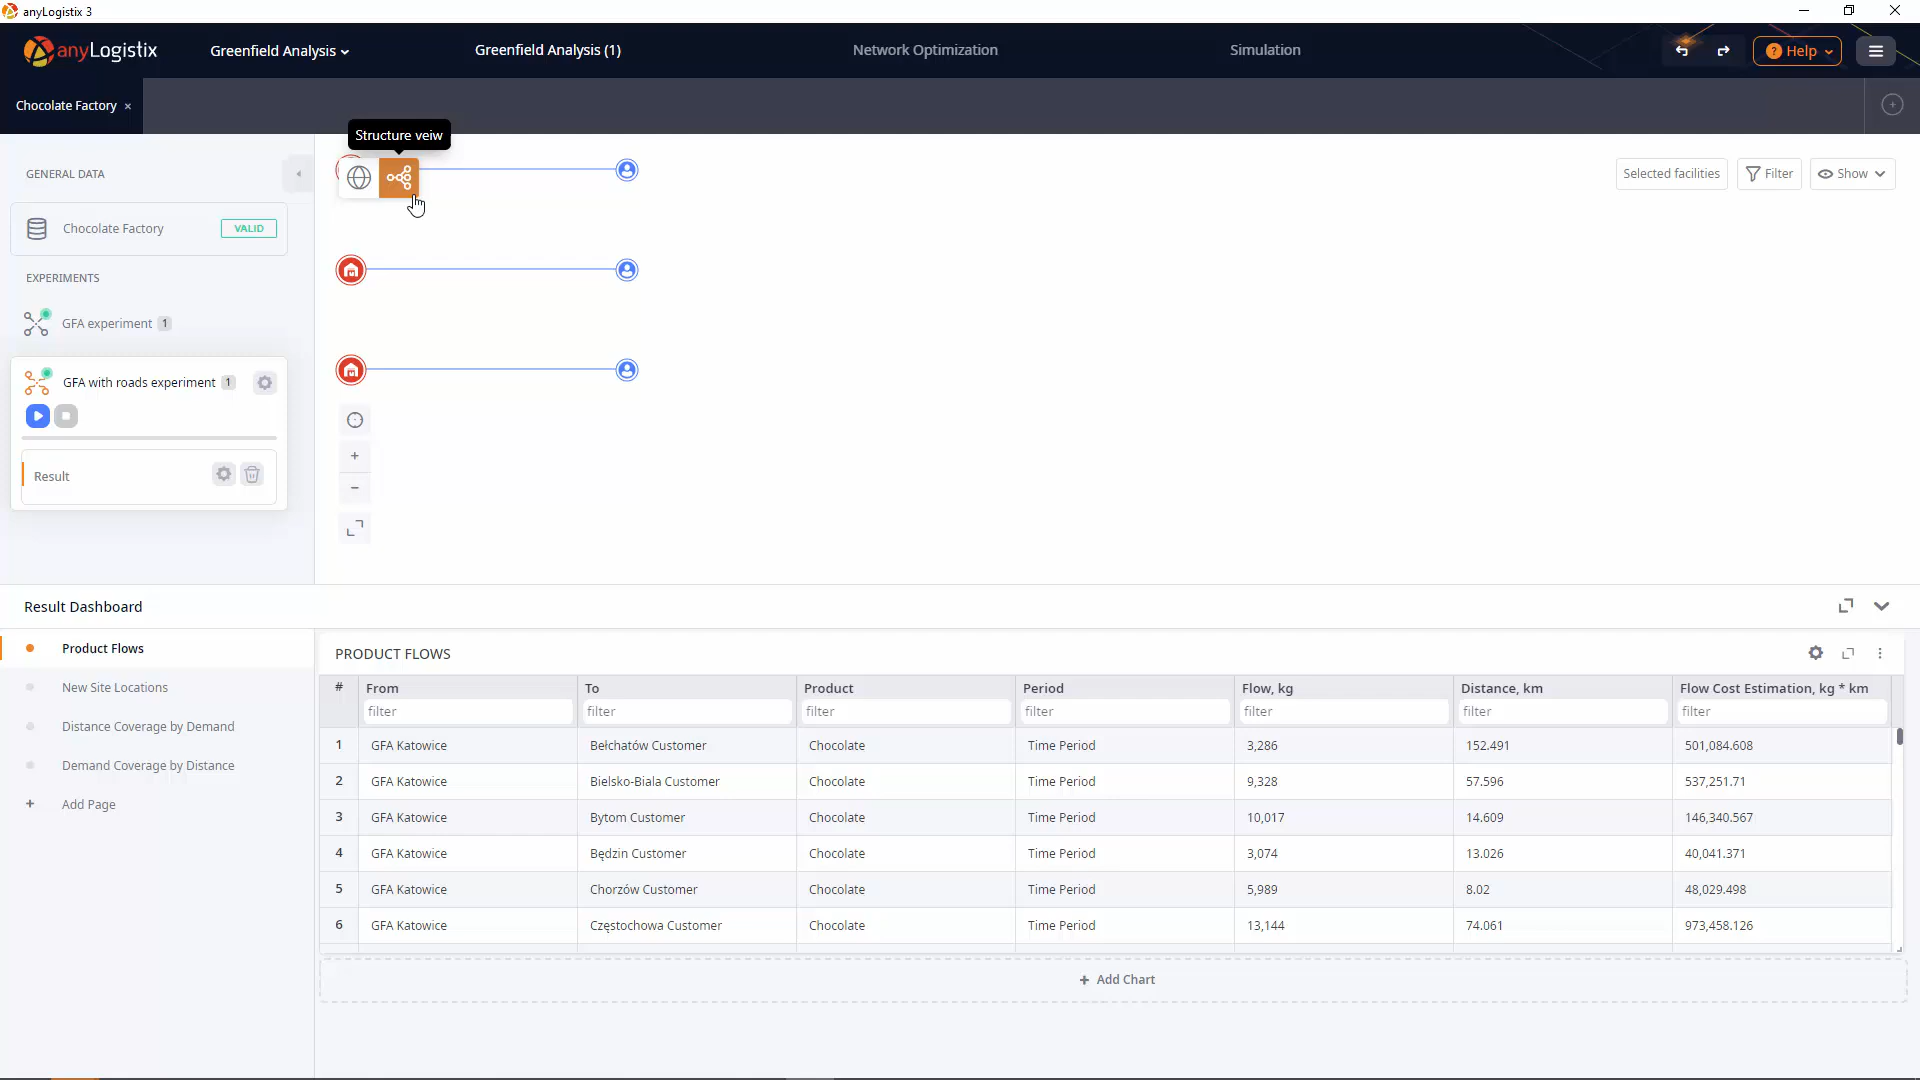 anyLogistix 3
anyLogistix
Greenfield Analysis
Greenfield Analysis (1)
Network Optimization
Simulation
? Help
Chocolate Factory ×
Structure veiw
GENERAL DATA
Chocolate Factory VALID
EXPERIMENTS
GFA experiment 1
GFA with roads experiment 1
Result
Selected facilities
Filter
Show
+
−
Result Dashboard
Product Flows
New Site Locations
Distance Coverage by Demand
Demand Coverage by Distance
+ Add Page
PRODUCT FLOWS
# From To Product Period Flow, kg Distance, km Flow Cost Estimation, kg * km
filter filter filter filter filter filter filter
1 GFA Katowice Bełchatów Customer Chocolate Time Period 3,286 152.491 501,084.608
2 GFA Katowice Bielsko-Biala Customer Chocolate Time Period 9,328 57.596 537,251.71
3 GFA Katowice Bytom Customer Chocolate Time Period 10,017 14.609 146,340.567
4 GFA Katowice Będzin Customer Chocolate Time Period 3,074 13.026 40,041.371
5 GFA Katowice Chorzów Customer Chocolate Time Period 5,989 8.02 48,029.498
6 GFA Katowice Częstochowa Customer Chocolate Time Period 13,144 74.061 973,458.126
+ Add Chart